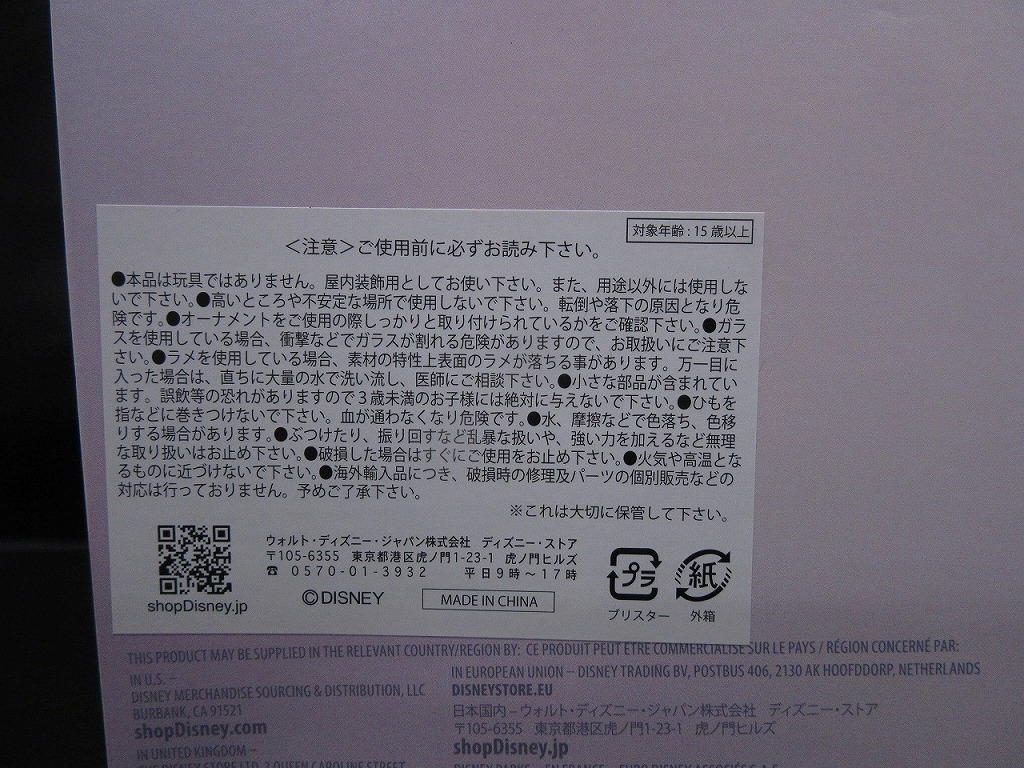 対象年齢 : 15 歳以上
＜注意＞ご使用前に必ずお読み下さい。
●本品は玩具ではありません。屋内装飾用としてお使い下さい。また、用途以外には使用しな
いで下さい。●高いところや不安定な場所で使用しないで下さい。転倒や落下の原因となり危
険です。●オーナメントをご使用の際しっかりと取り付けられているかをご確認下さい。●ガラ
スを使用している場合、衝撃などでガラスが割れる危険がありますので、お取扱いにご注意下
さい。●ラメを使用している場合、素材の特性上表面のラメが落ちる事があります。万一目に
入った場合は、直ちに大量の水で洗い流し、医師にご相談下さい。●小さな部品が含まれてい
ます。誤飲等の恐れがありますので３歳未満のお子様には絶対に与えないで下さい。●ひもを
指などに巻きつけないで下さい。血が通わなくなり危険です。●水、摩擦などで色落ち、色移
りする場合があります。●ぶつけたり、振り回すなど乱暴な扱いや、強い力を加えるなど無理
な取り扱いはお止め下さい。●破損した場合はすぐにご使用をお止め下さい。●火気や高温とな
るものに近づけないで下さい。●海外輸入品につき、破損時の修理及パーツの個別販売などの
対応は行っておりません。予めご了承下さい。
※これは大切に保管して下さい。
ウォルト・ディズニー・ジャパン株式会社　ディズニー・ストア
〒105-6355　東京都港区虎ノ門1-23-1　虎ノ門ヒルズ
☎ 0570-01-3932　平日9時～17時
shopDisney.jp
©DISNEY
MADE IN CHINA
プラ
ブリスター
紙
外箱
THIS PRODUCT MAY BE SUPPLIED IN THE RELEVANT COUNTRY/REGION BY: CE PRODUIT PEUT ÊTRE COMMERCIALISÉ SUR LE PAYS / RÉGION CONCERNÉ PAR:
IN U.S. –
DISNEY MERCHANDISE SOURCING & DISTRIBUTION, LLC
BURBANK, CA 91521
shopDisney.com
IN UNITED KINGDOM –
THE DISNEY STORE LTD, 3 QUEEN CAROLINE STREET
IN EUROPEAN UNION – DISNEY TRADING BV, POSTBUS 406, 2130 AK HOOFDDORP, NETHERLANDS
DISNEYSTORE.EU
日本国内 – ウォルト・ディズニー・ジャパン株式会社　ディズニー・ストア
〒105-6355　東京都港区虎ノ門1-23-1　虎ノ門ヒルズ
shopDisney.jp
DISNEY PARKS – EN FRANCE – EURO DISNEY ASSOCIÉS S.A.S.